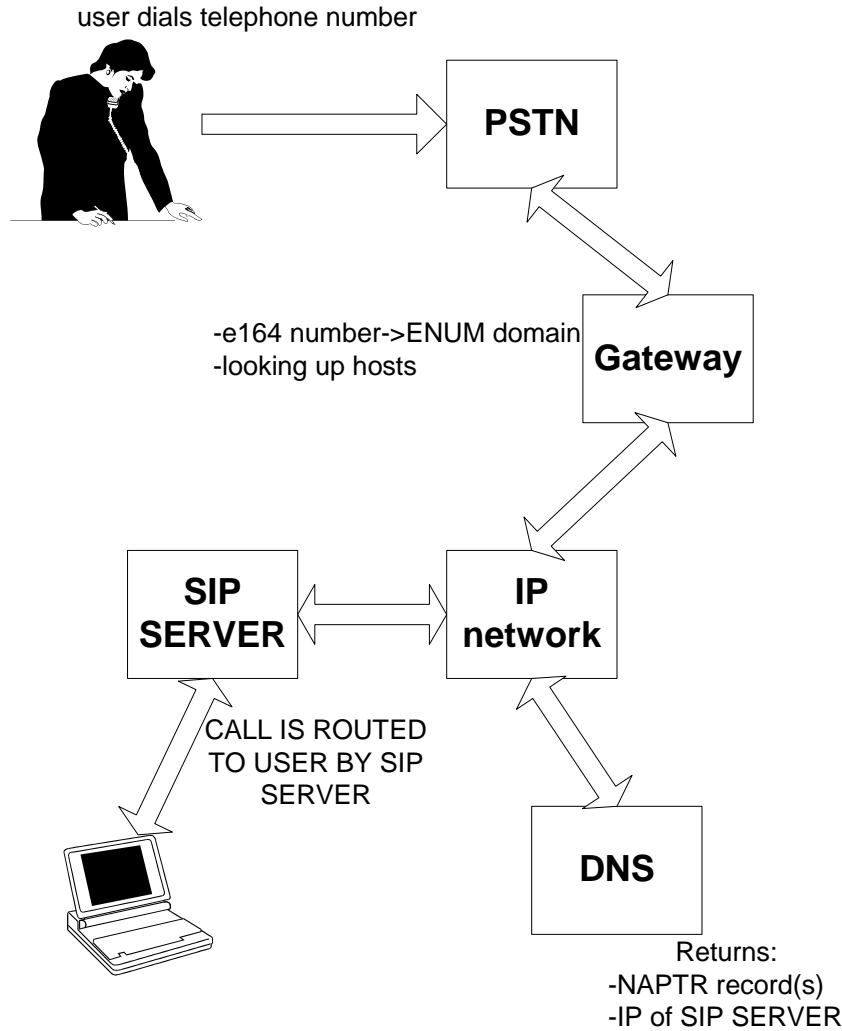 user dials telephone number
PSTN
-e164 number->ENUM domain
-looking up hosts
Gateway
SIP
SERVER
IP
network
CALL IS ROUTED
TO USER BY SIP
SERVER
DNS
Returns:
-NAPTR record(s)
-IP of SIP SERVER